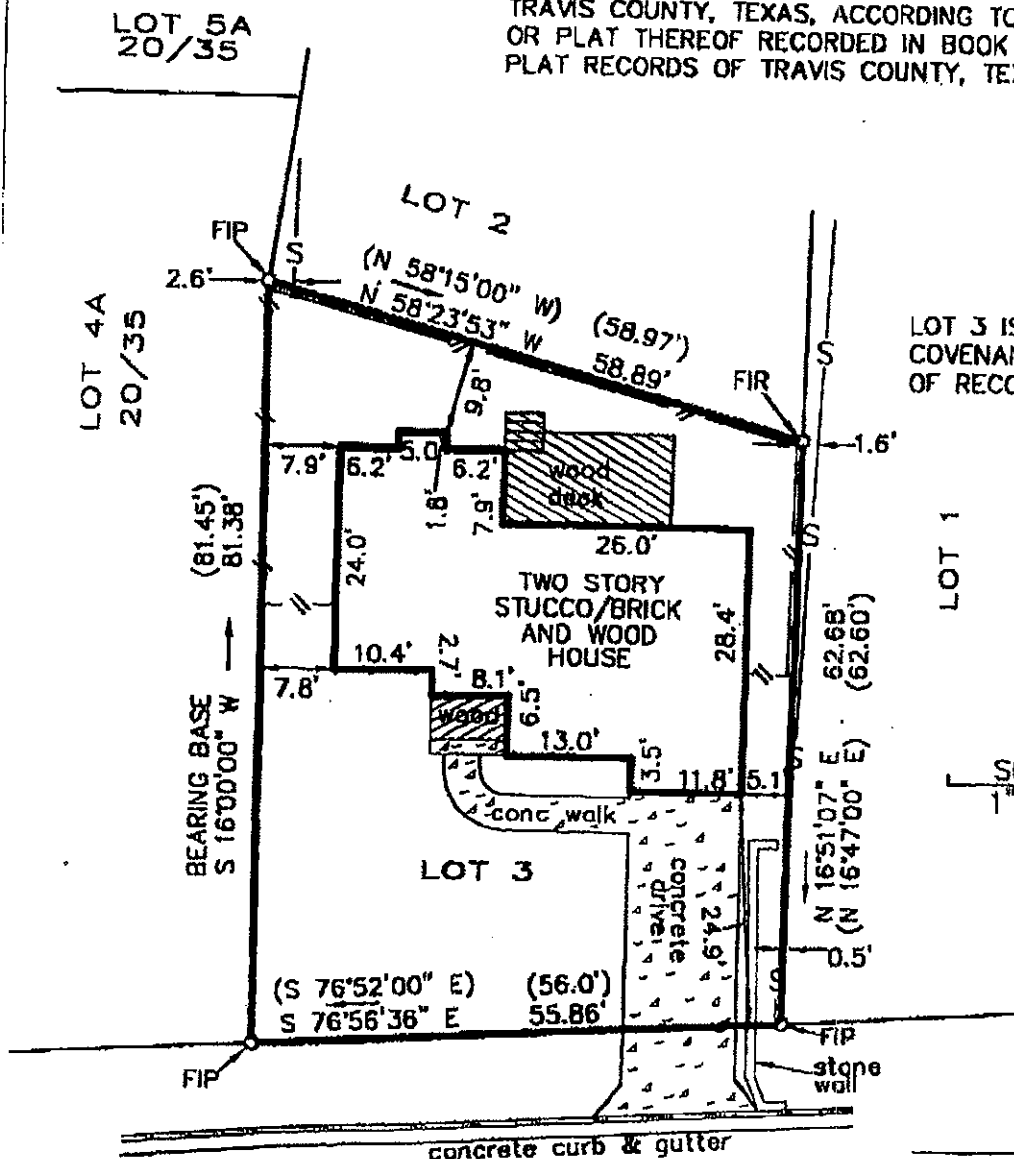 TRAVIS COUNTY, TEXAS, ACCORDING TO
OR PLAT THEREOF RECORDED IN BOOK
PLAT RECORDS OF TRAVIS COUNTY,
LOT 5A
20/35
LOT 2
FIP
S
2.6'
(N 58°15'00" W) (58.97')
N 58°23'53" W 58.89'
LOT 4A
20/35
LOT 3 IS
OF
S
FIR
1.6'
9.8'
7.9'
6.2'
5.0
6.2'
1.8'
7.9'
wood
deck
26.0'
S
(81.45')
81.38'
24.0'
TWO STORY
STUCCO/BRICK
AND WOOD
HOUSE
28.4'
LOT 1
62.68'
(62.60')
10.4'
2.7'
7.8'
8.1'
6.5'
wood
13.0'
3.5'
11.8'
5.1
S
BEARING BASE
S 16°00'00" W
conc walk
N 16°51'07" E
(N 16°47'00" E)
1"
LOT 3
concrete
drive
24.9'
0.5'
S
(S 76°52'00" E) (56.0')
S 76°56'36" E 55.86'
FIP
FIP
stone
wall
concrete curb & gutter